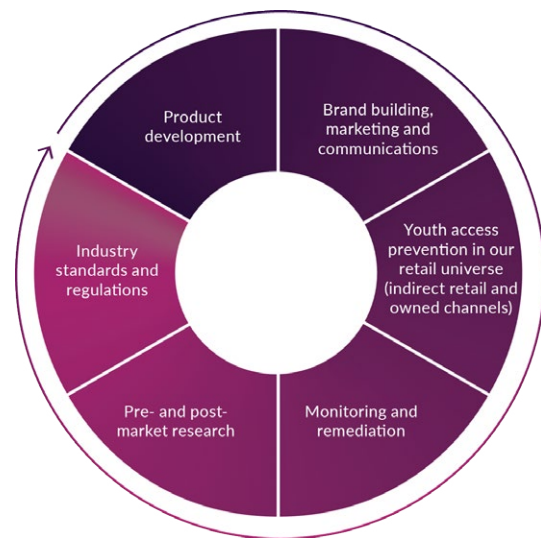 Product
development
Brand building,
marketing and
communications
Youth access
prevention in our
retail universe
(indirect retail and
owned channels)
Monitoring and
remediation
Pre- and post-
market research
Industry
standards and
regulations